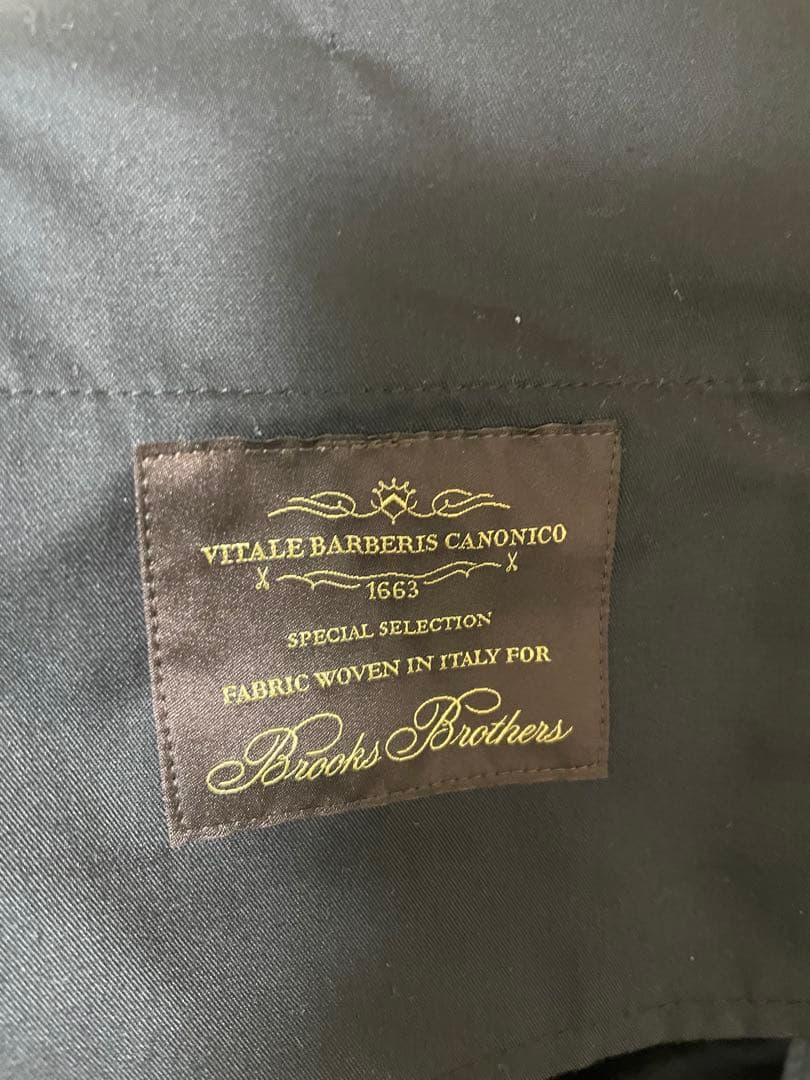 VITALE BARBERIS CANONICO
1663
SPECIAL SELECTION
FABRIC WOVEN IN ITALY FOR
Brooks Brothers